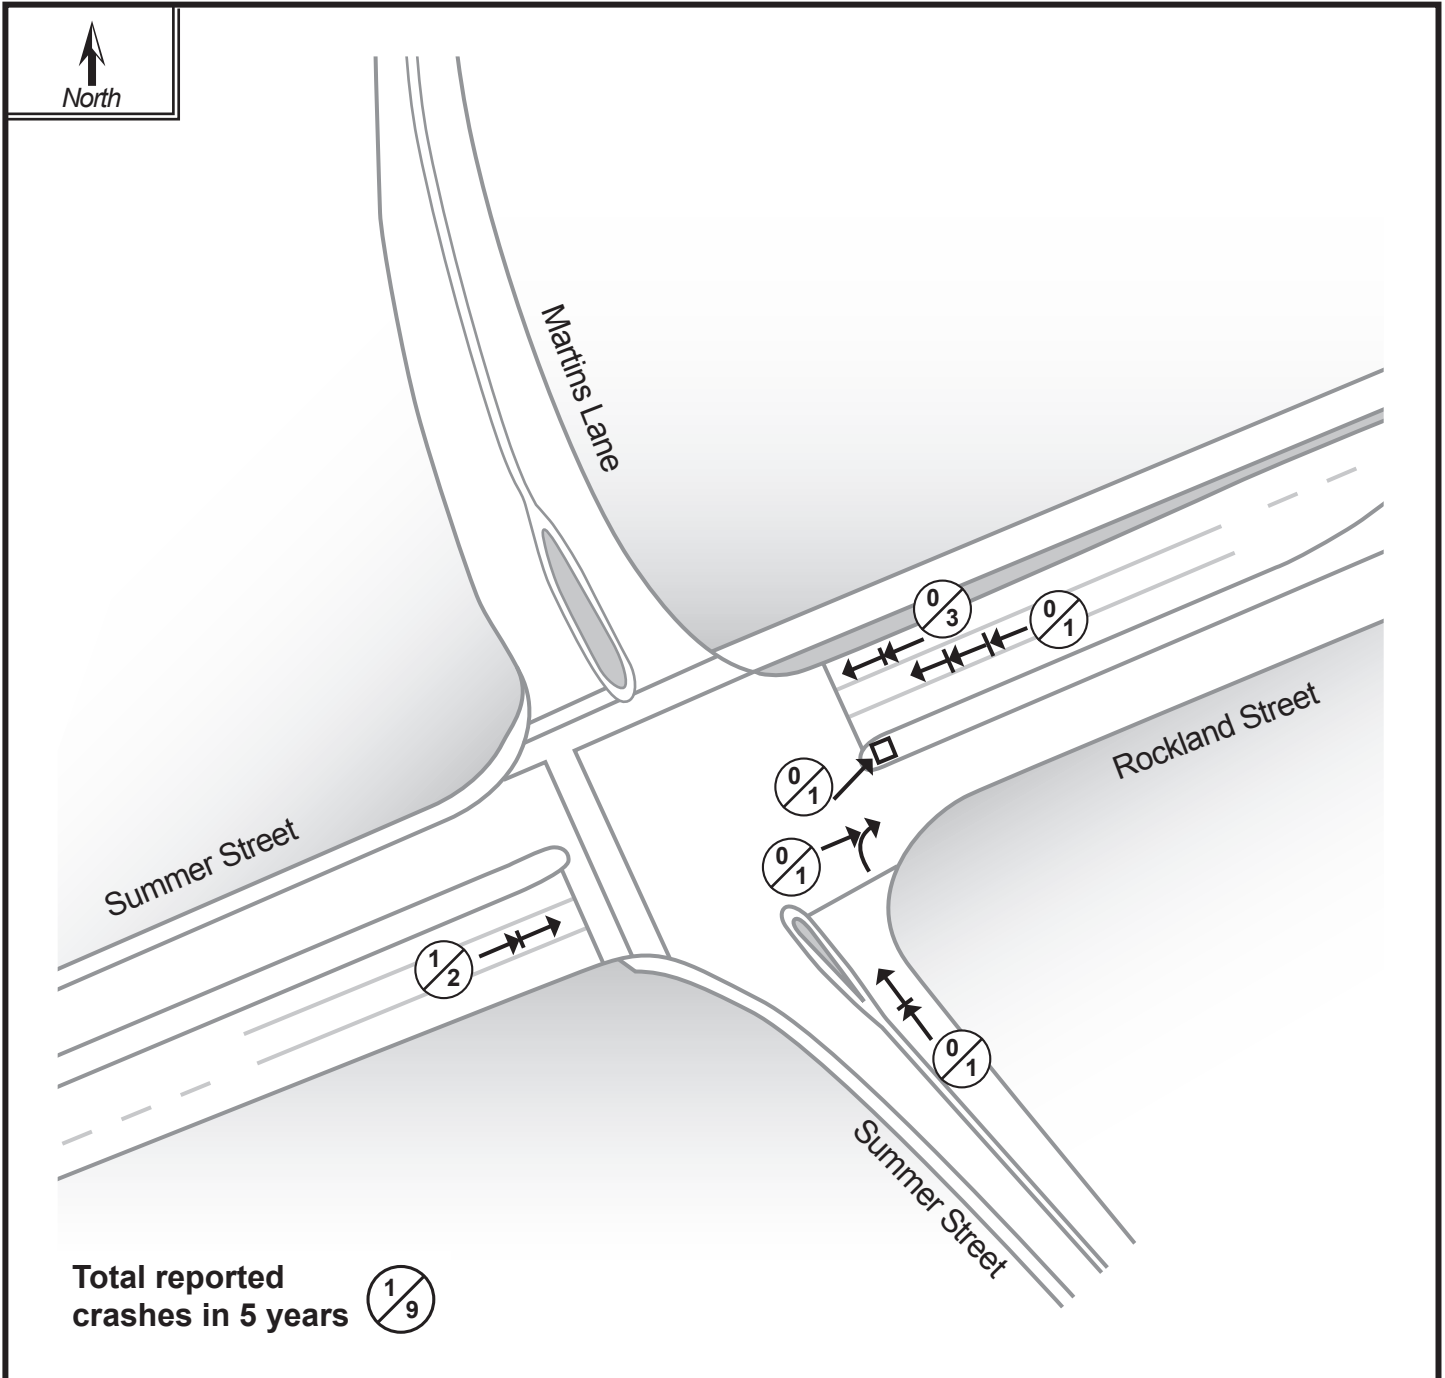 North
Martins Lane
0/3
0/1
Rockland Street
0/1
Summer Street
0/1
1/2
0/1
Summer Street
Total reported
crashes in 5 years
1/9